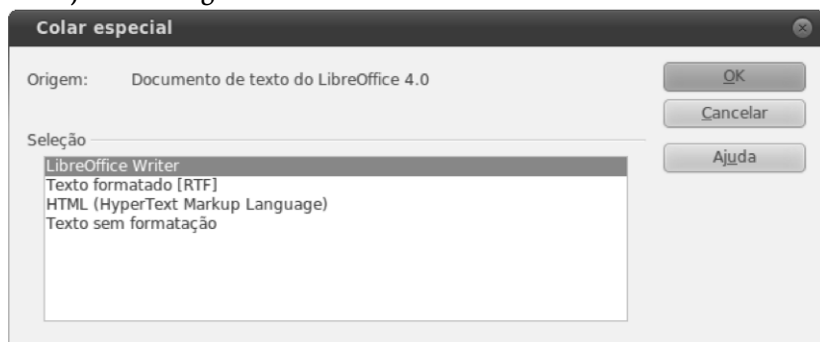 Colar especial
Origem: Documento de texto do LibreOffice 4.0
OK
Cancelar
Ajuda
Seleção
LibreOffice Writer
Texto formatado [RTF]
HTML (HyperText Markup Language)
Texto sem formatação